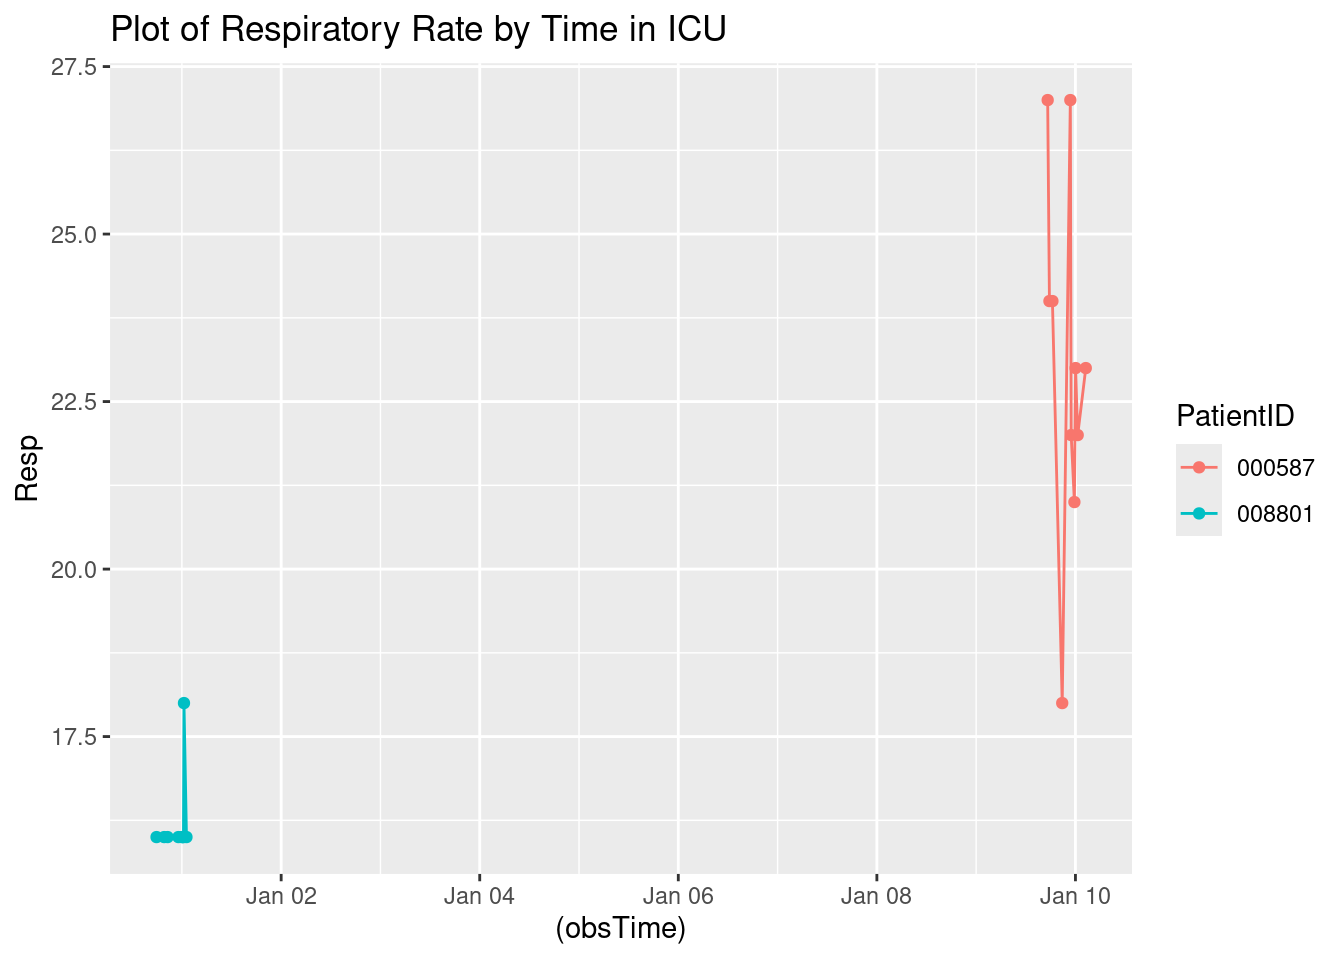 Plot of Respiratory Rate by Time in ICU
27.5
25.0
22.5
20.0
17.5
Resp
Jan 02
Jan 04
Jan 06
Jan 08
Jan 10
(obsTime)
PatientID
000587
008801